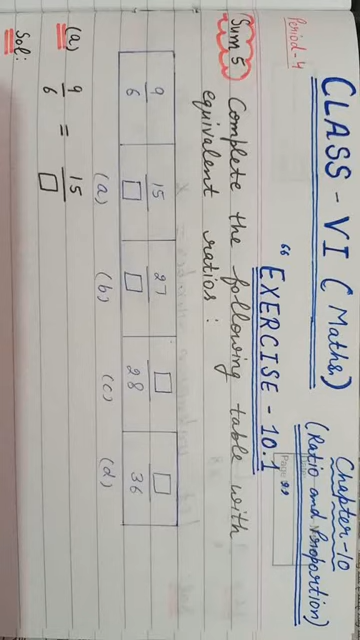 Period-4
CLASS-VI (Maths)
Chapter-10
(Ratio and Proportion)
"EXERCISE-10.1"
Sum 5) Complete the following table with
equivalent ratios:
9/6 15/□ 27/□ □/28 □/36
(a) (b) (c) (d)
(a) 9/6 = 15/□
Sol: